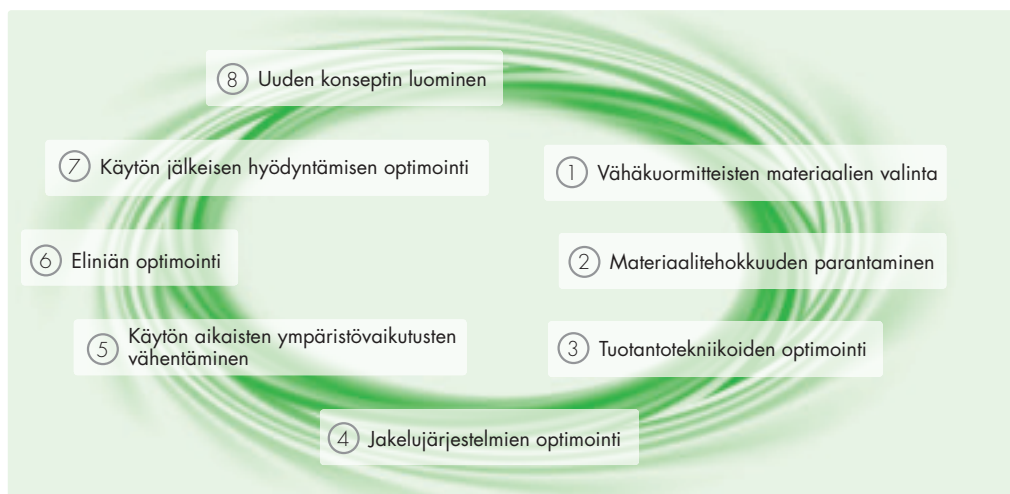 8 Uuden konseptin luominen
7 Käytön jälkeisen hyödyntämisen optimointi
1 Vähäkuormitteisten materiaalien valinta
6 Eliniän optimointi
2 Materiaalitehokkuuden parantaminen
5 Käytön aikaisten ympäristövaikutusten
vähentäminen
3 Tuotantotekniikoiden optimointi
4 Jakelujärjestelmien optimointi